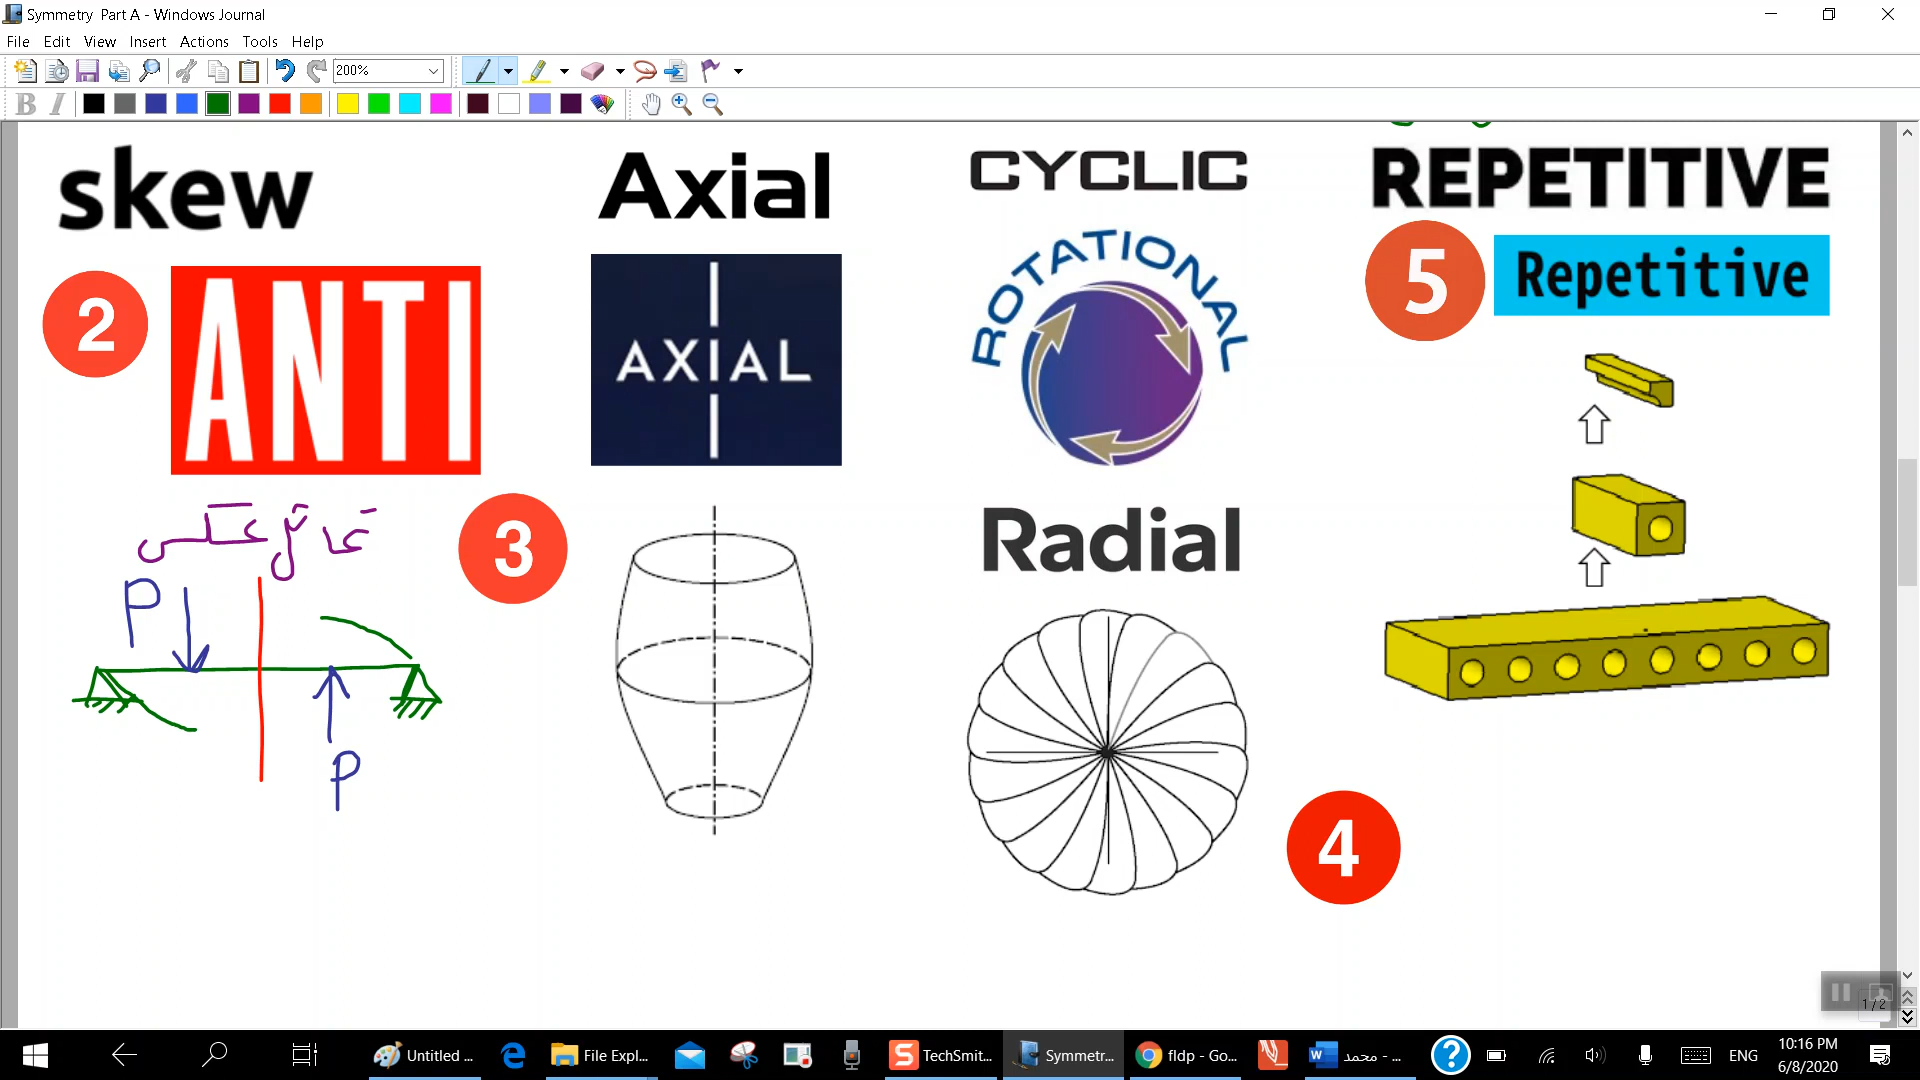 Symmetry Part A - Windows Journal
File Edit View Insert Actions Tools Help
200%
B I
skew
2
ANTI
تماثل عكسى
P
P
Axial
AXIAL
3
CYCLIC
ROTATIONAL
Radial
4
REPETITIVE
5
Repetitive
1 / 2
Untitled ...
File Expl...
TechSmit...
Symmetr...
fldp - Go...
محمد - ...
ENG
10:16 PM
6/8/2020